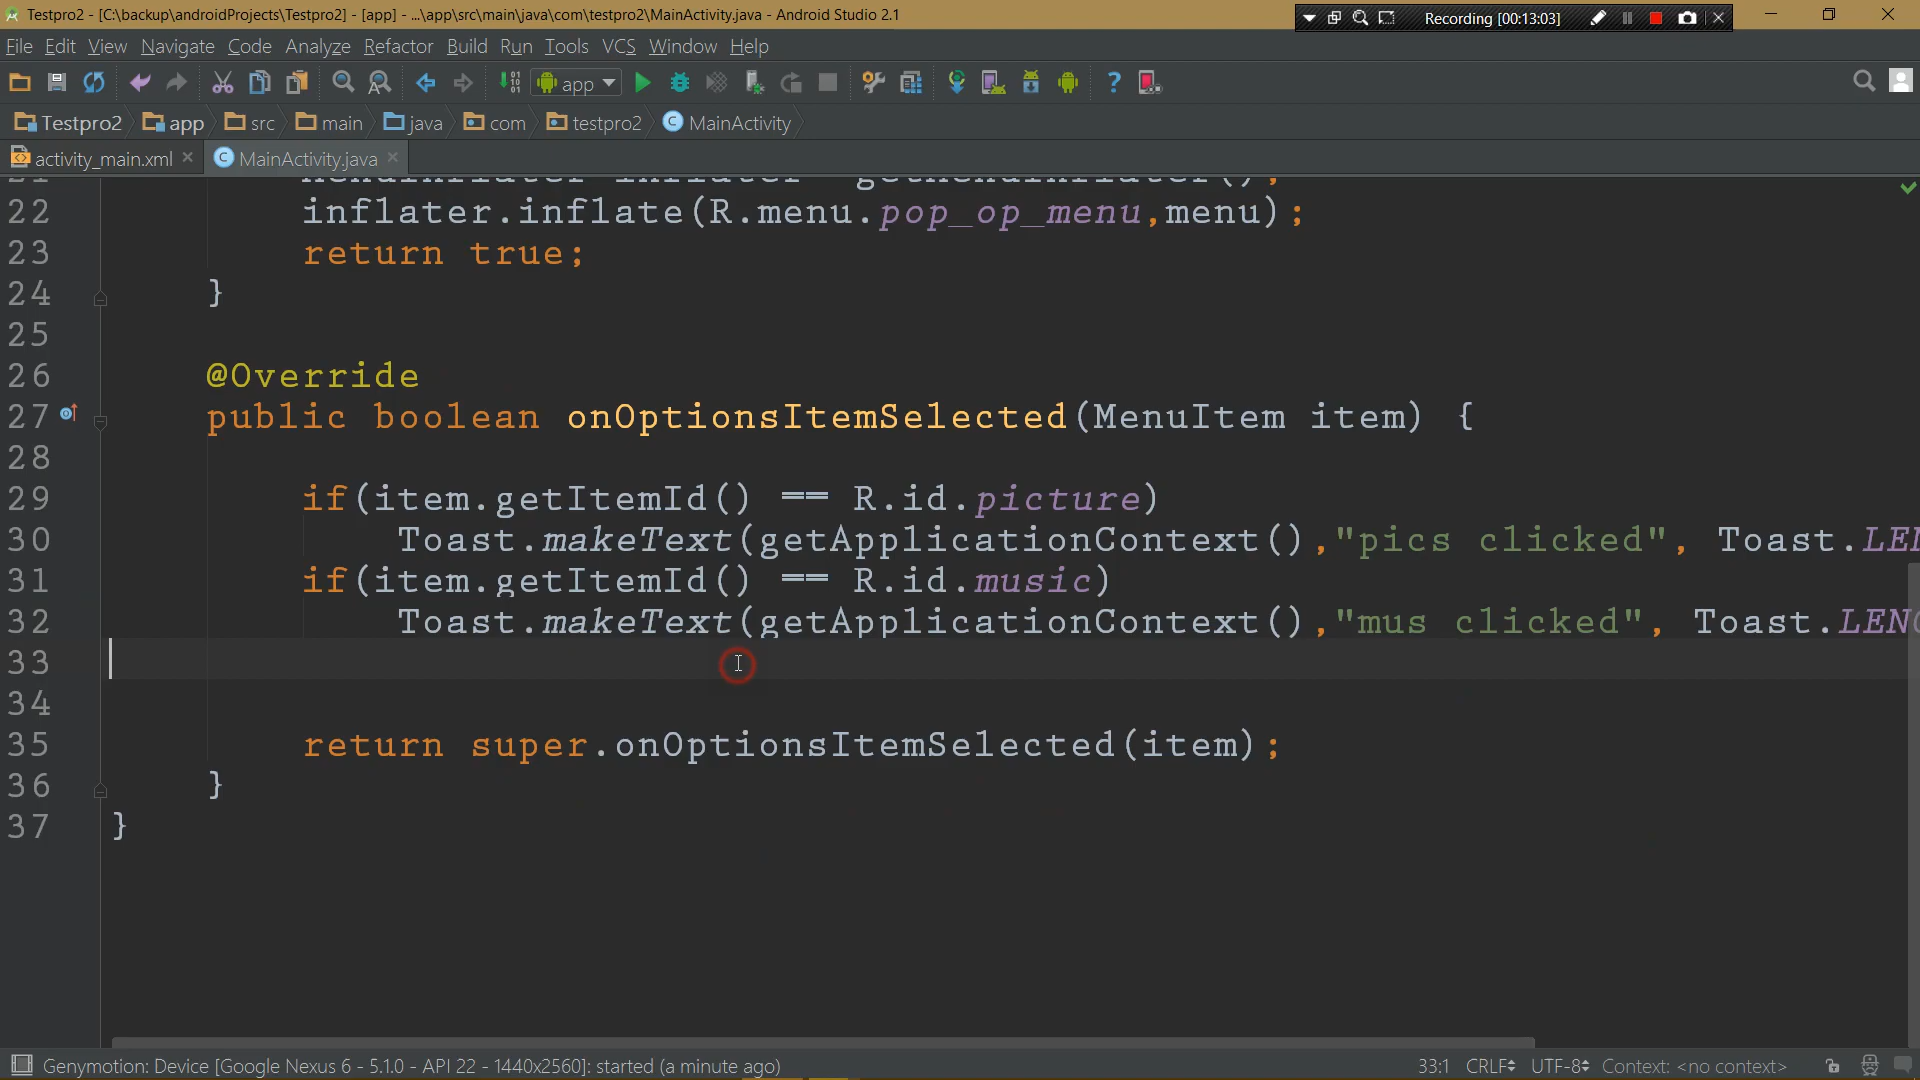 Testpro2 - [C:\backup\androidProjects\Testpro2] - [app] - ...\app\src\main\java\com\testpro2\MainActivity.java - Android Studio 2.1
Recording [00:13:03]
File Edit View Navigate Code Analyze Refactor Build Run Tools VCS Window Help
app
Testpro2 app src main java com testpro2 MainActivity
activity_main.xml MainActivity.java
22 inflater.inflate(R.menu.pop_op_menu,menu);
23 return true;
24 }
25
26 @Override
27 public boolean onOptionsItemSelected(MenuItem item) {
28
29 if(item.getItemId() == R.id.picture)
30 Toast.makeText(getApplicationContext(),"pics clicked", Toast.LEN
31 if(item.getItemId() == R.id.music)
32 Toast.makeText(getApplicationContext(),"mus clicked", Toast.LEN
33
34
35 return super.onOptionsItemSelected(item);
36 }
37 }
Genymotion: Device [Google Nexus 6 - 5.1.0 - API 22 - 1440x2560]: started (a minute ago)
33:1 CRLF UTF-8 Context: <no context>